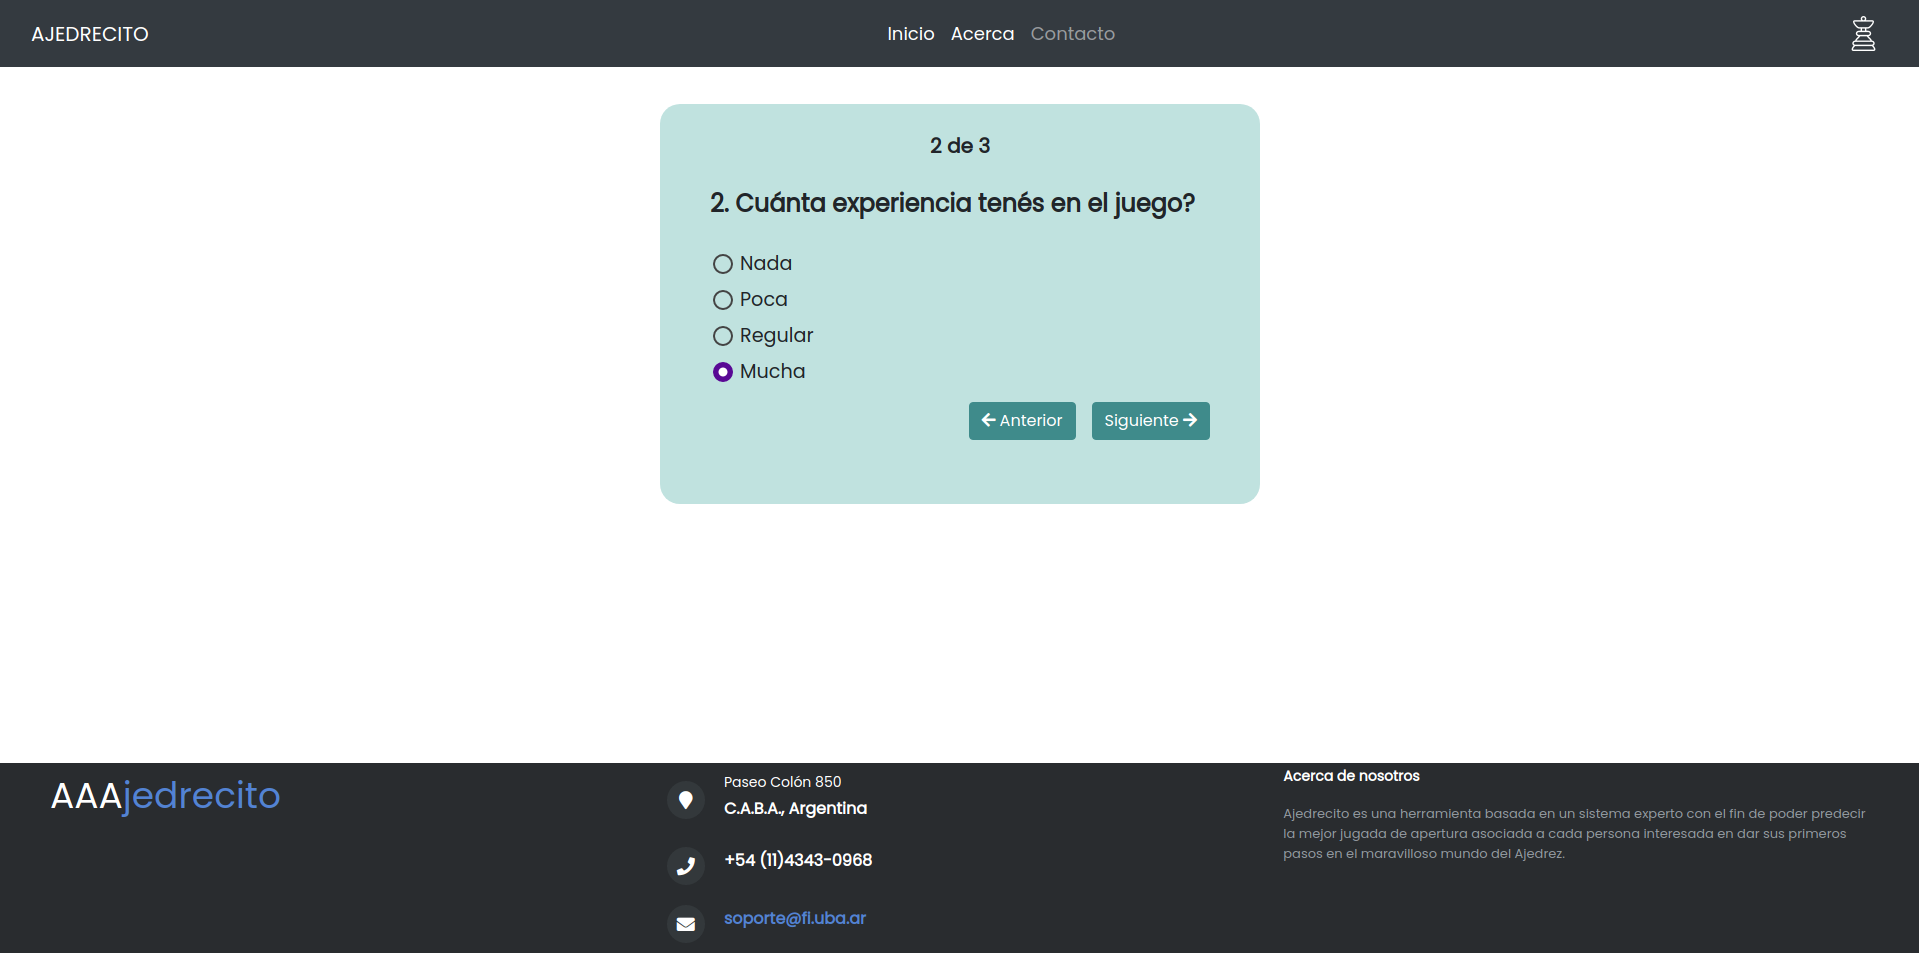 AJEDRECITO
Inicio Acerca Contacto
2 de 3
2. Cuánta experiencia tenés en el juego?
Nada
Poca
Regular
Mucha
Anterior
Siguiente
AAAjedrecito
Paseo Colón 850
C.A.B.A., Argentina
+54 (11)4343-0968
soporte@fi.uba.ar
Acerca de nosotros
Ajedrecito es una herramienta basada en un sistema experto con el fin de poder predecir
la mejor jugada de apertura asociada a cada persona interesada en dar sus primeros
pasos en el maravilloso mundo del Ajedrez.